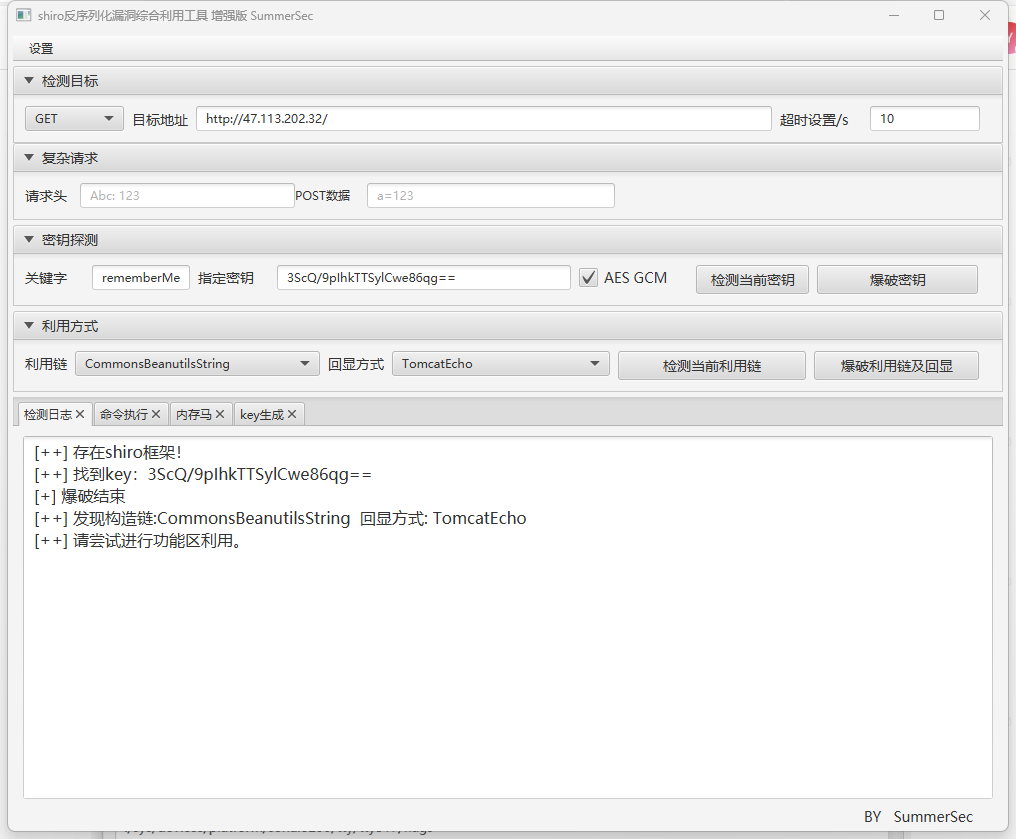 shiro反序列化漏洞综合利用工具 增强版 SummerSec
设置
检测目标
GET 目标地址 http://47.113.202.32/ 超时设置/s 10
复杂请求
请求头 Abc: 123 POST数据 a=123
密钥探测
关键字 rememberMe 指定密钥 3ScQ/9pIhkTTSylCwe86qg== AES GCM 检测当前密钥 爆破密钥
利用方式
利用链 CommonsBeanutilsString 回显方式 TomcatEcho 检测当前利用链 爆破利用链及回显
检测日志 命令执行 内存马 key生成
[++] 存在shiro框架！
[++] 找到key：3ScQ/9pIhkTTSylCwe86qg==
[+] 爆破结束
[++] 发现构造链:CommonsBeanutilsString 回显方式: TomcatEcho
[++] 请尝试进行功能区利用。
BY SummerSec